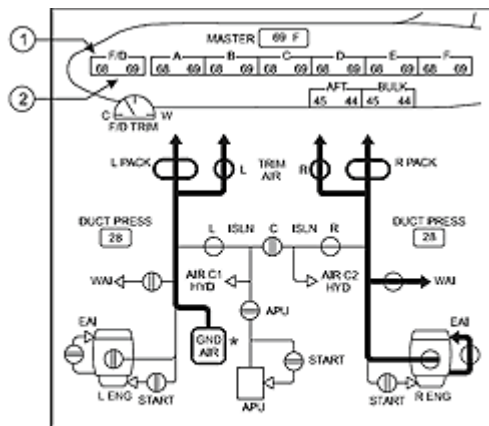 1
MASTER 69 F
F/D A B C D E F
68 69 68 69 68 69 68 69 68 69 68 69 68 69
2
AFT BULK
45 44 45 44
C W
F/D TRIM
L PACK L TRIM AIR R R PACK
DUCT PRESS
28
L ISLN C ISLN R
DUCT PRESS
28
WAI
AIR C1 HYD
AIR C2 HYD
WAI
APU
EAI
GND AIR *
START
EAI
L ENG START
APU
START R ENG